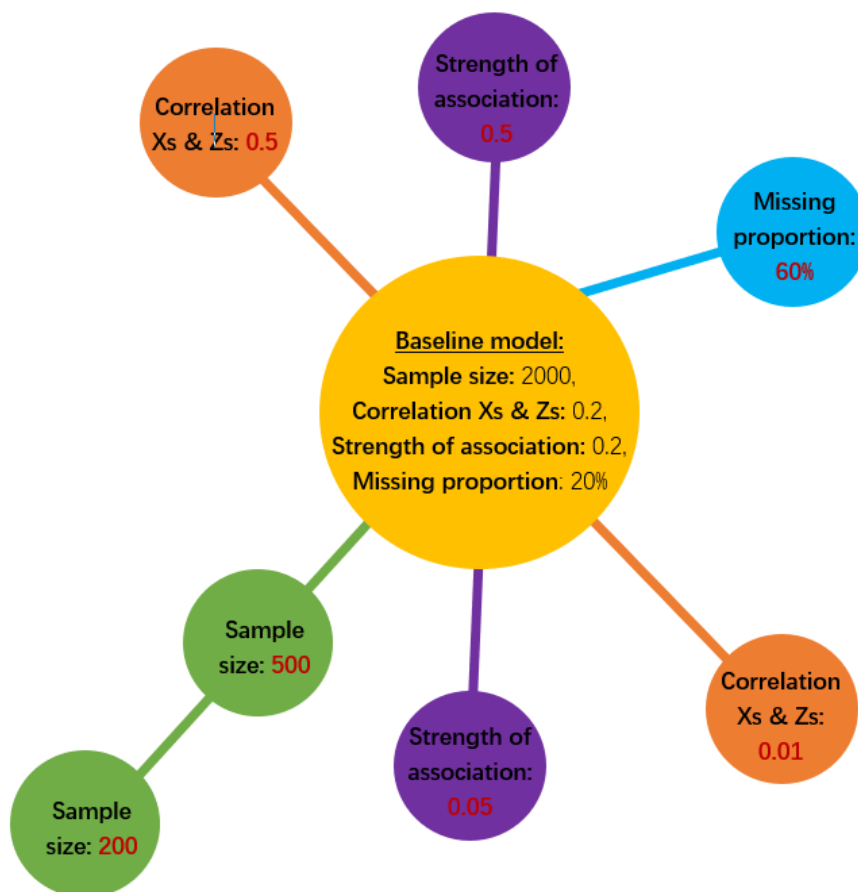 Strength of
association:
0.5
Correlation
Xs & Zs: 0.5
Missing
proportion:
60%
Baseline model:
Sample size: 2000,
Correlation Xs & Zs: 0.2,
Strength of association: 0.2,
Missing proportion: 20%
Sample
size: 500
Correlation
Xs & Zs:
0.01
Strength of
association:
0.05
Sample
size: 200